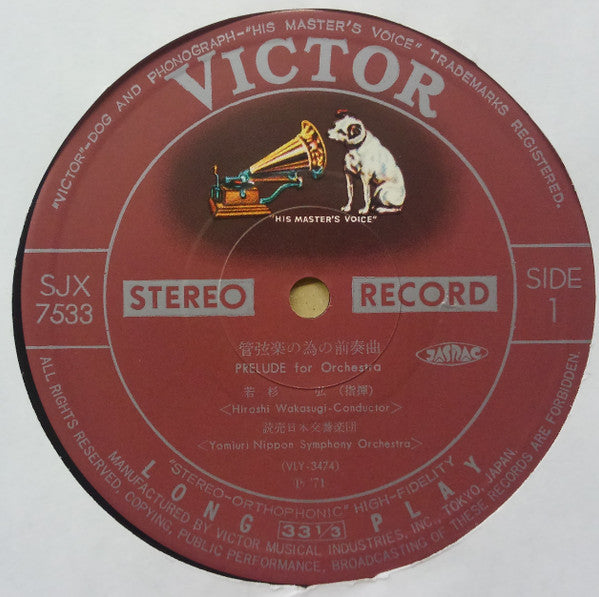 "VICTOR"-DOG AND PHONOGRAPH-"HIS MASTER'S VOICE" TRADEMARKS REGISTERED.
VICTOR
"HIS MASTER'S VOICE"
SJX
7533
STEREO
RECORD
SIDE
1
管弦楽の為の前奏曲
PRELUDE for Orchestra
JASRAC
若杉 弘(指揮)
<Hiroshi Wakasugi-Conductor>
読売日本交響楽団
<Yomiuri Nippon Symphony Orchestra>
(VLY-3474)
Ⓟ '71
"STEREO-ORTHOPHONIC" HIGH-FIDELITY
LONG 33 1/3 PLAY
MANUFACTURED BY VICTOR MUSICAL INDUSTRIES, INC., TOKYO, JAPAN.
ALL RIGHTS RESERVED, COPYING, PUBLIC PERFORMANCE, BROADCASTING OF THESE RECORDS ARE FORBIDDEN.